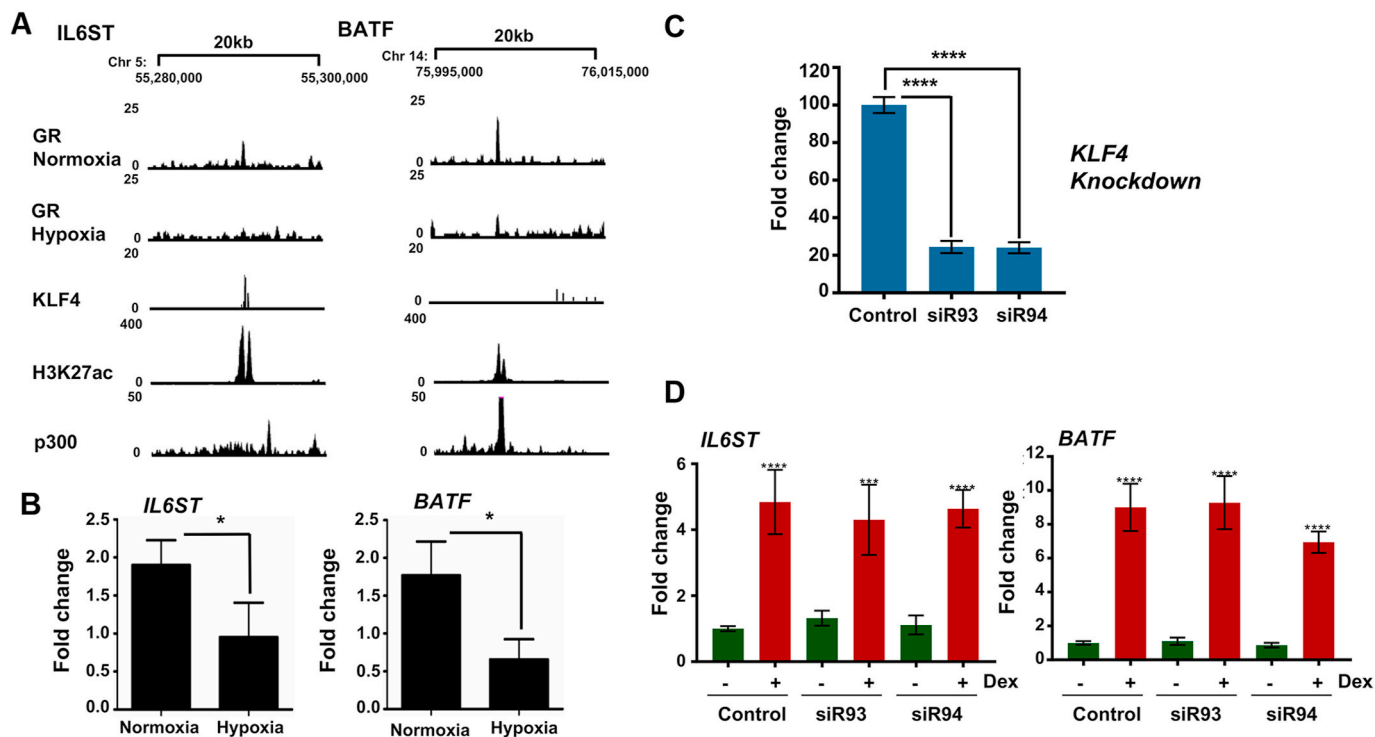 A
IL6ST
20kb
Chr 5:
55,280,000
55,300,000
BATF
20kb
Chr 14:
75,995,000
76,015,000
25
25
GR
Normoxia
0
0
25
25
GR
Hypoxia
0
0
20
20
KLF4
0
0
400
400
H3K27ac
0
0
50
50
p300
0
0
B
IL6ST
*
Fold change
2.5
2.0
1.5
1.0
0.5
0.0
Normoxia
Hypoxia
BATF
*
Fold change
2.5
2.0
1.5
1.0
0.5
0.0
Normoxia
Hypoxia
C
****
****
Fold change
120
100
80
60
40
20
0
Control siR93 siR94
KLF4
Knockdown
D
IL6ST
Fold change
6
4
2
0
****
***
****
- + - + - + Dex
Control siR93 siR94
BATF
Fold change
12
10
8
6
4
2
0
****
****
****
- + - + - + Dex
Control siR93 siR94